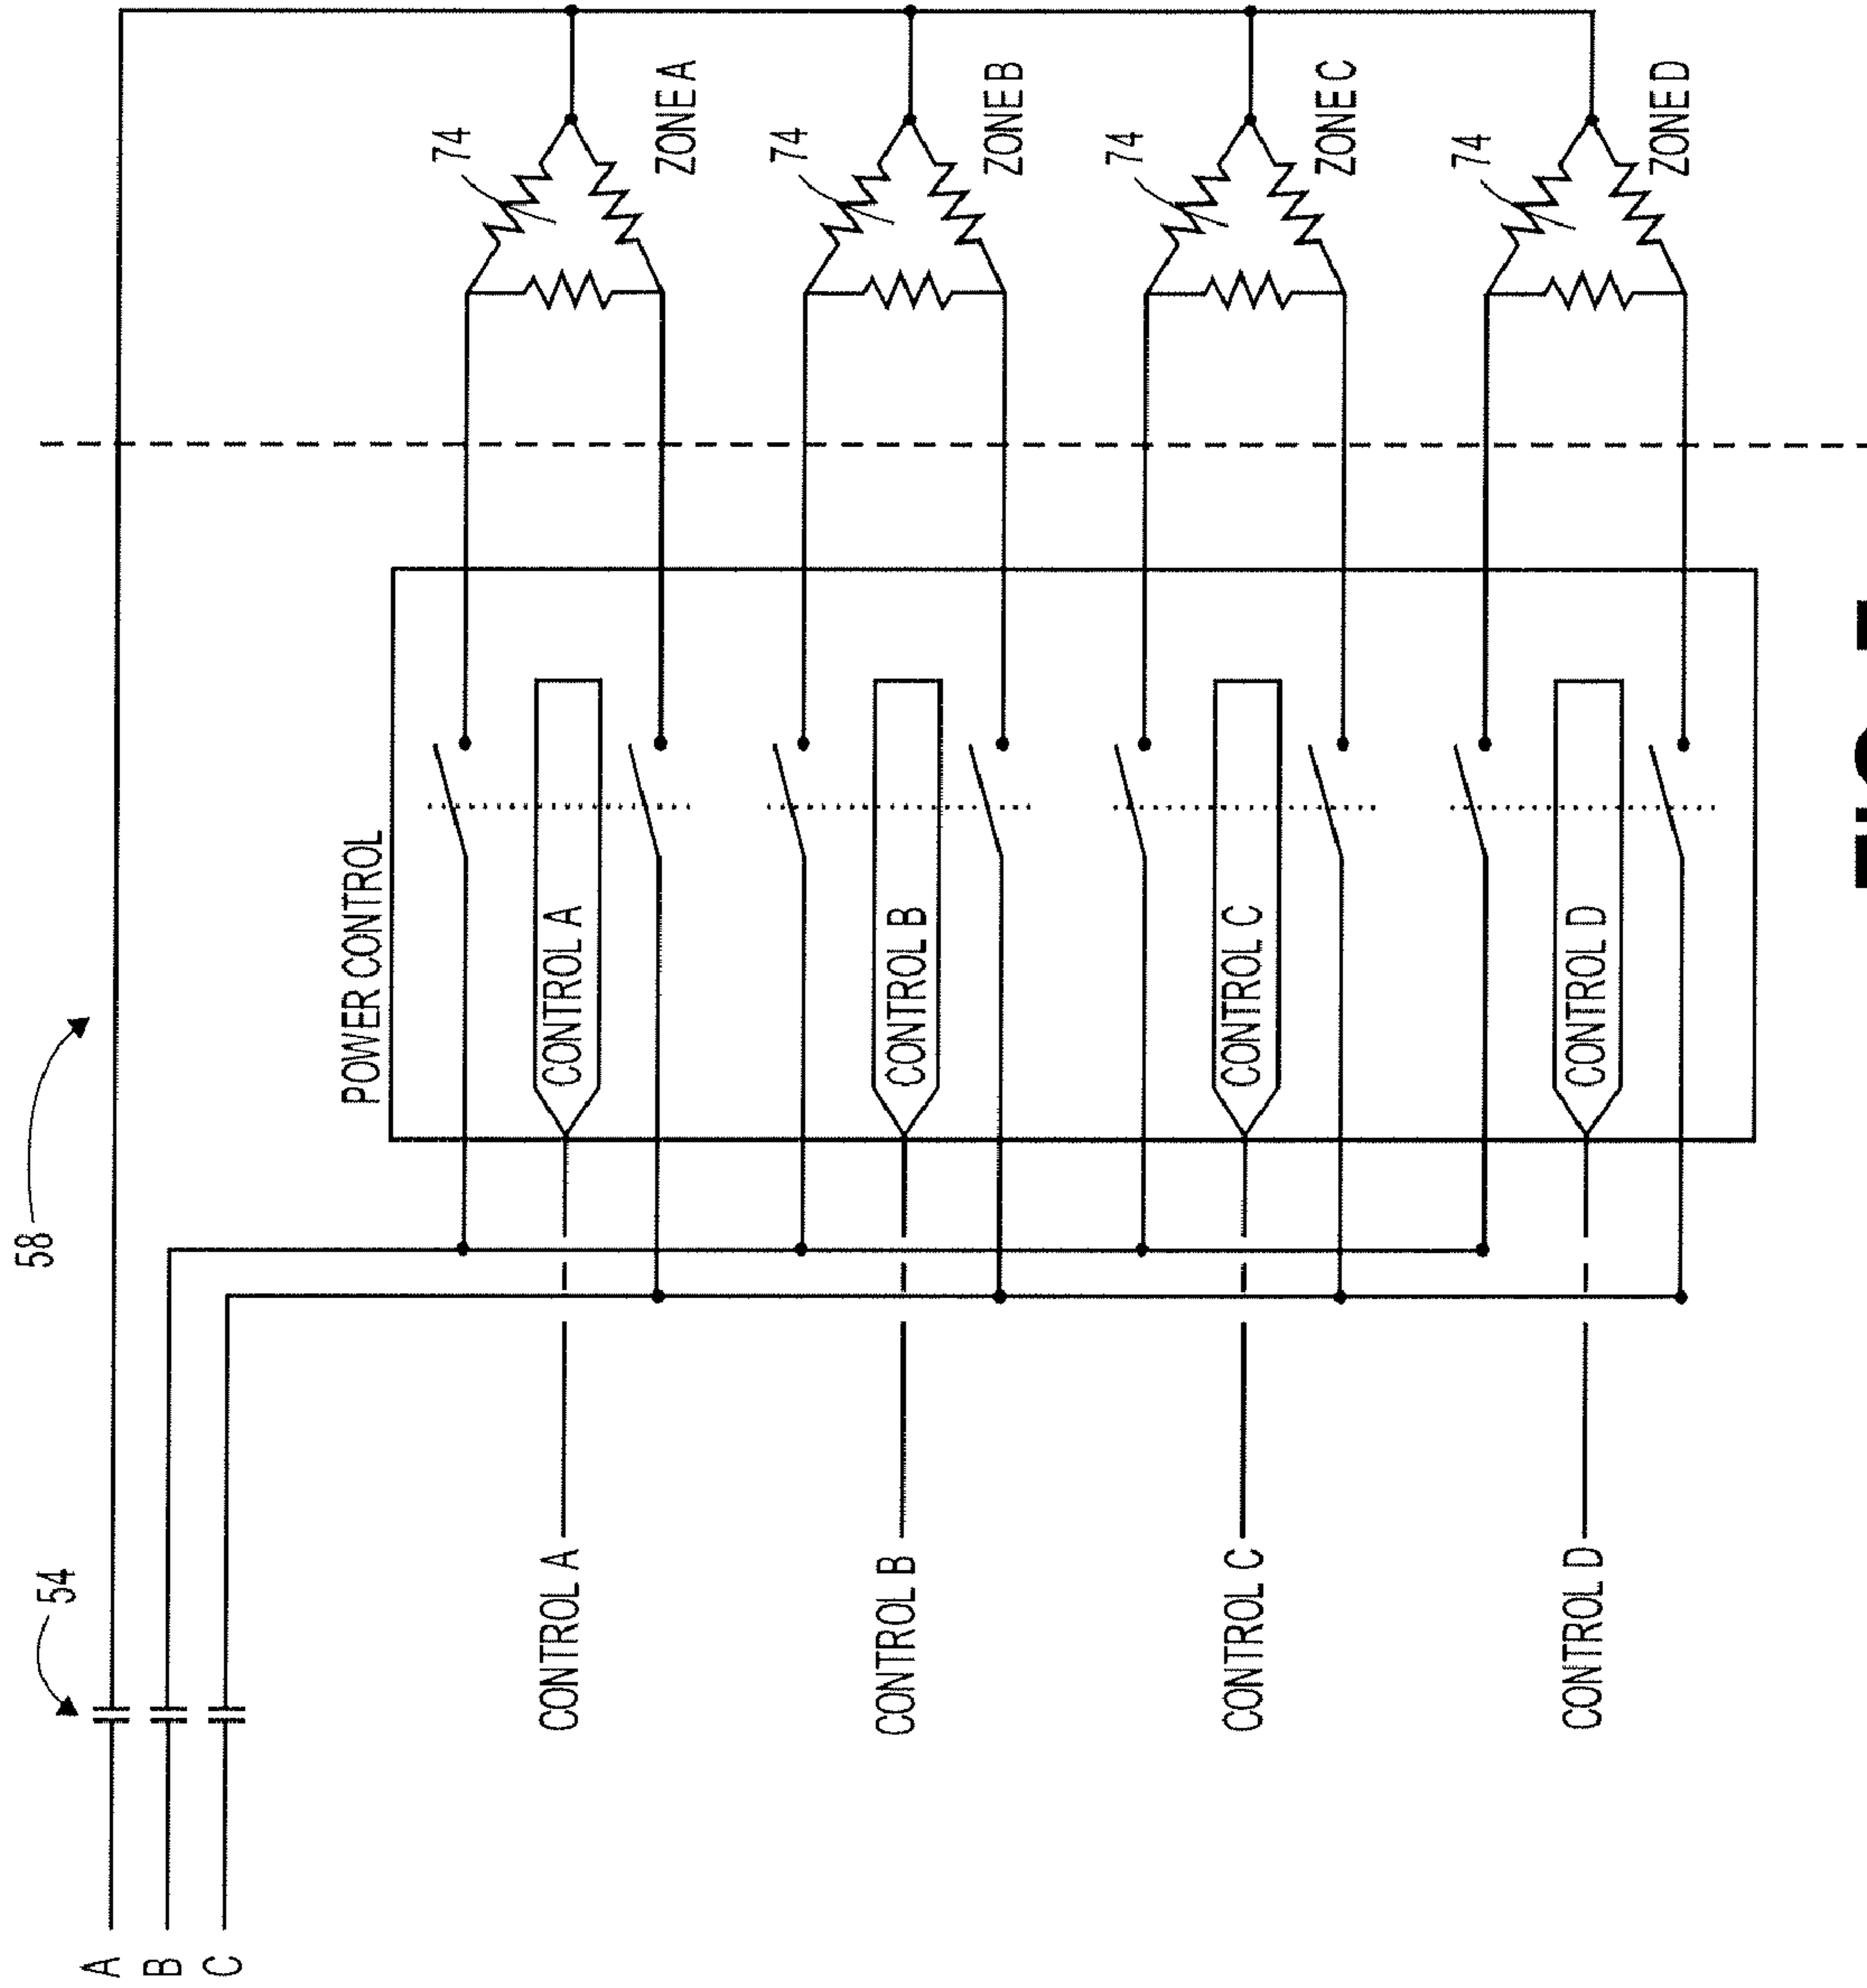 58
54
A
B
C
POWER CONTROL
CONTROL A
CONTROL A
74
ZONE A
CONTROL B
CONTROL B
74
ZONE B
CONTROL C
CONTROL C
74
ZONE C
CONTROL D
CONTROL D
74
ZONE D